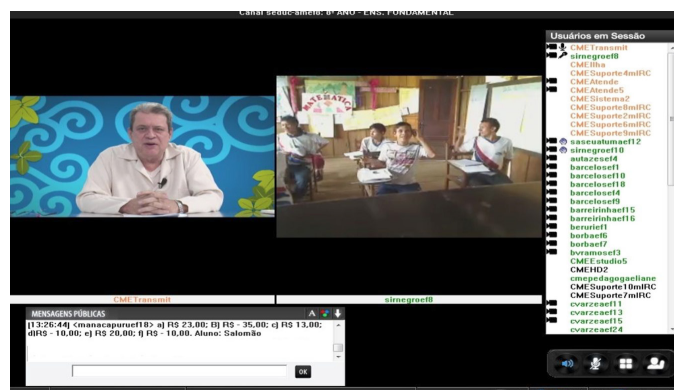 Canal seduc-amef8: 8º ANO - ENS. FUNDAMENTAL
Usuários em Sessão
CMETransmit
sirnegroef8
CMEIlha
CMESuporte4mIRC
CMEAtende
CMEAtende5
CMESistema2
CMESuporte8mIRC
CMESuporte2mIRC
CMESuporte6mIRC
CMESuporte9mIRC
saseuatumaef12
sirnegroef10
autazesef4
barcelosef1
barcelosef10
barcelosef18
barcelosef4
barcelosef9
barreirinhaef15
barreirinhaef16
berurief1
borbaef6
borbaef7
bvramosef3
CMEEstudio5
CMEHD2
cmepedagogaeliane
CMESuporte10mIRC
CMESuporte7mIRC
cvarzeaef11
cvarzeaef13
cvarzeaef15
cvarzeaef24
MATEMÁTICA
CMETransmit
sirnegroef8
MENSAGENS PÚBLICAS
A
[13:26:44] <manacapuruef18> a] R$ 23,00; B] R$ - 35,00; c] R$ 13,00;
d]R$ - 10,00; e] R$ 20,00; f] R$ - 10,00. Aluno: Salomão
OK